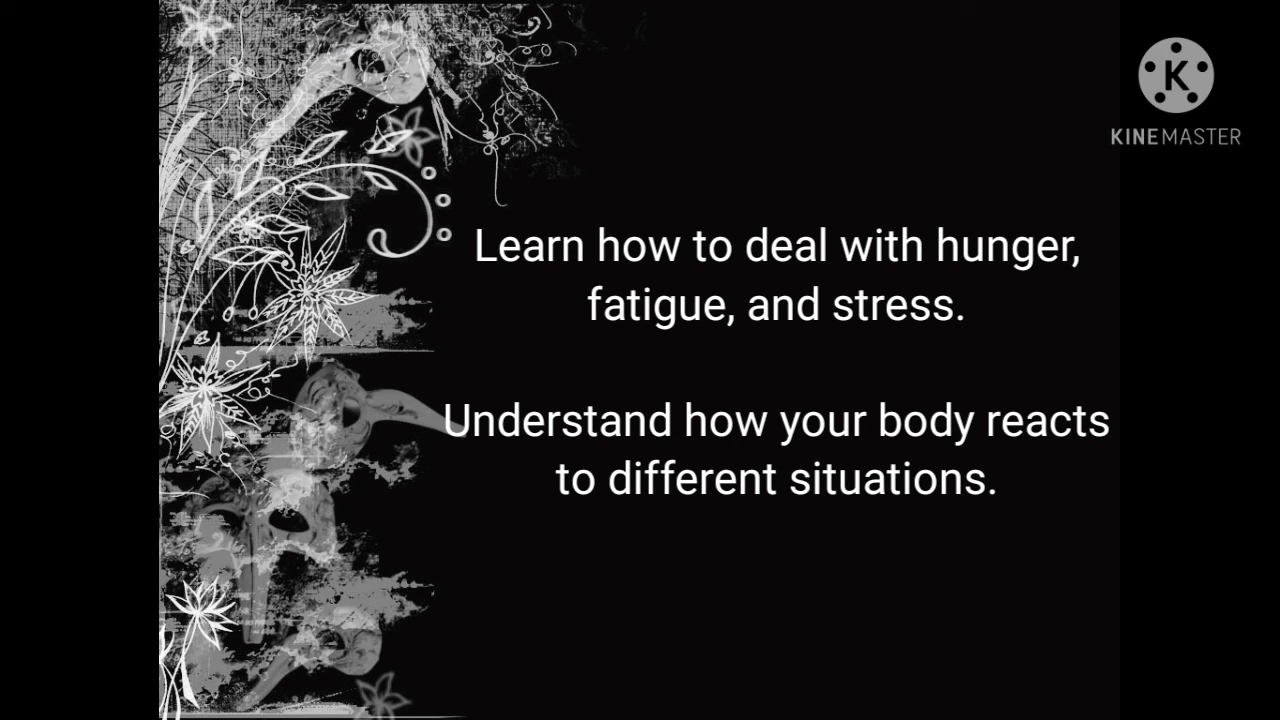 KINEMASTER
Learn how to deal with hunger,
fatigue, and stress.
Understand how your body reacts
to different situations.